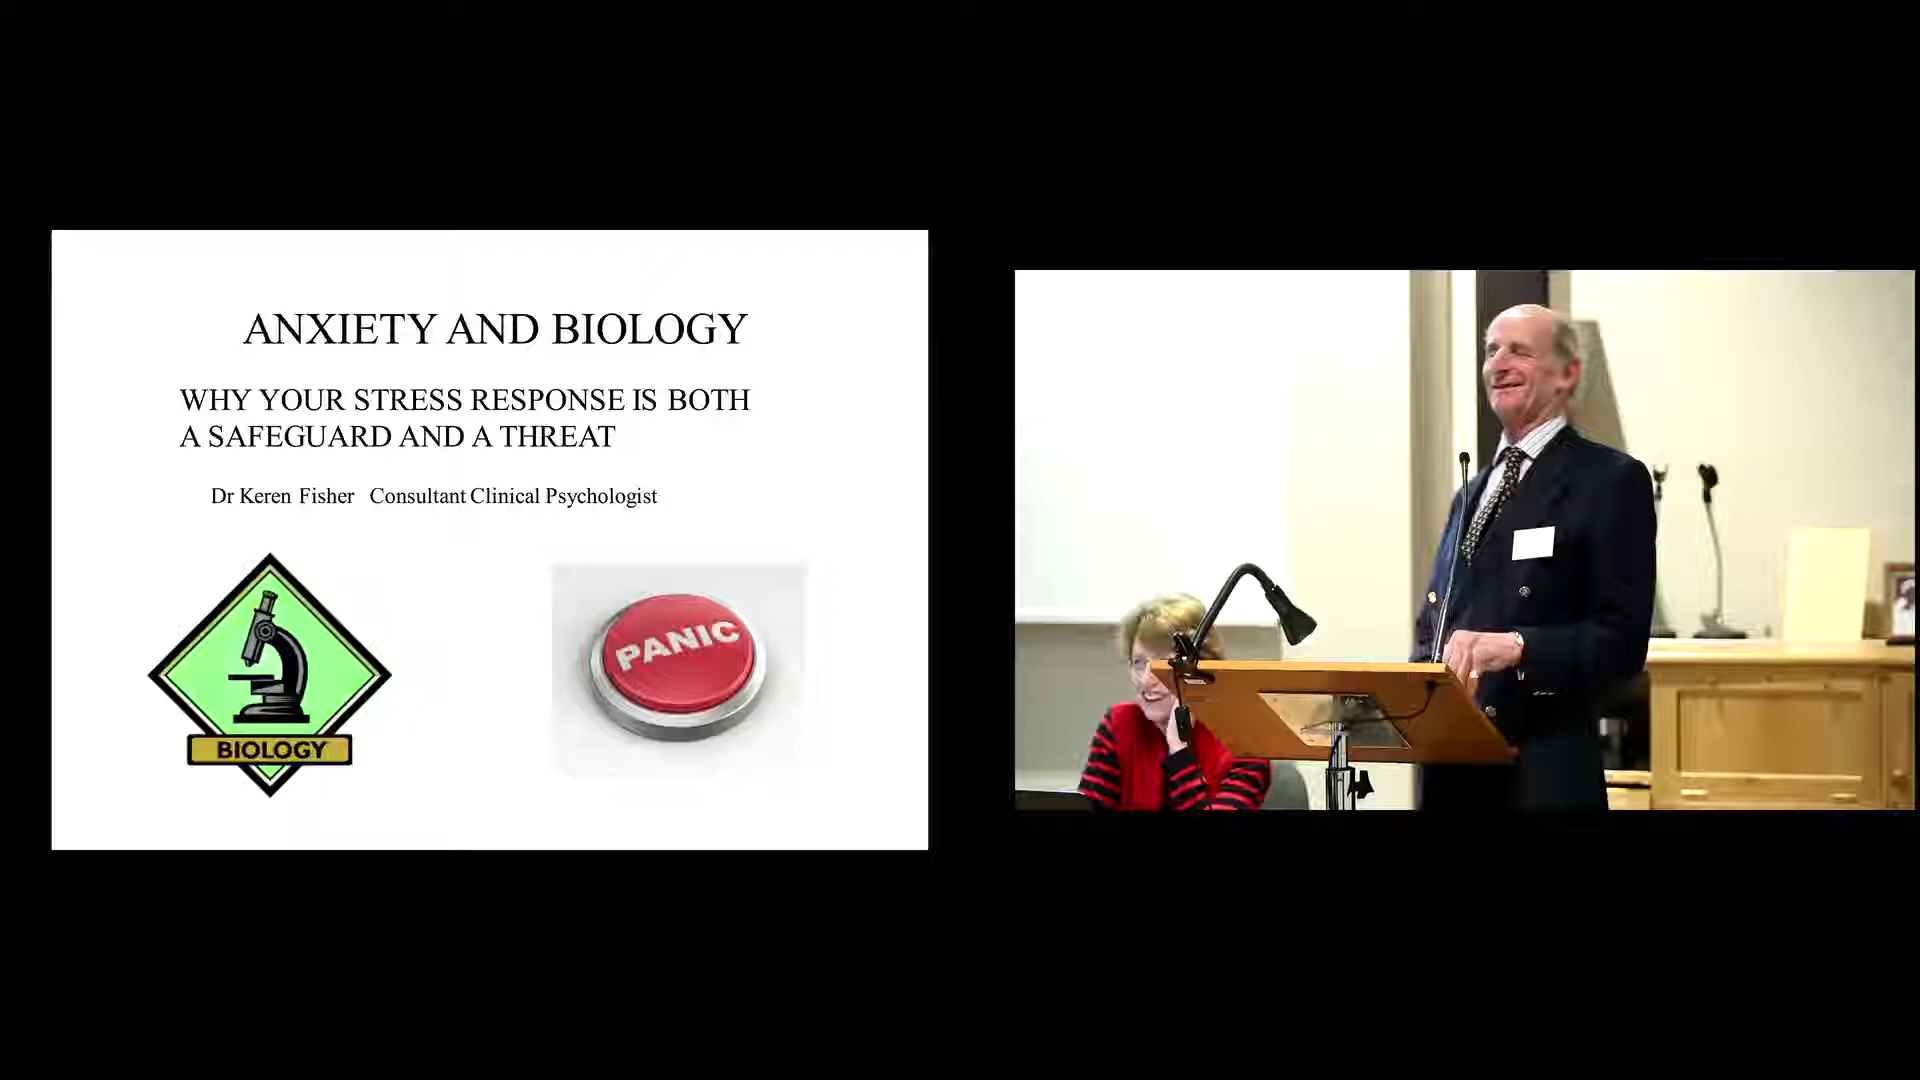 ANXIETY AND BIOLOGY
WHY YOUR STRESS RESPONSE IS BOTH
A SAFEGUARD AND A THREAT
Dr Keren Fisher Consultant Clinical Psychologist
BIOLOGY
PANIC